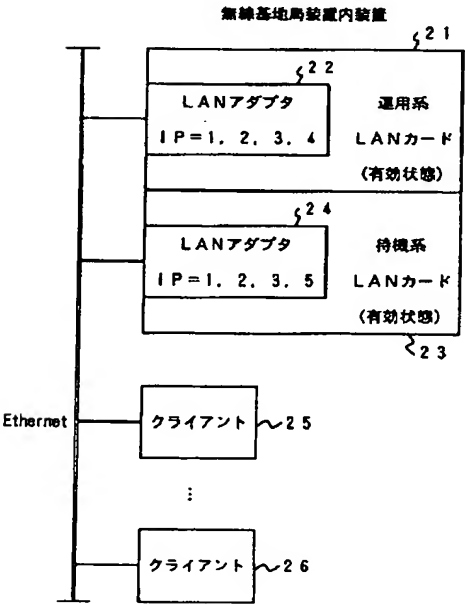 無線基地局装置内装置
21
22
LANアダプタ
IP=1, 2, 3, 4
運用系
LANカード
(有効状態)
24
LANアダプタ
IP=1, 2, 3, 5
待機系
LANカード
(有効状態)
23
Ethernet
クライアント
25
⋮
クライアント
26